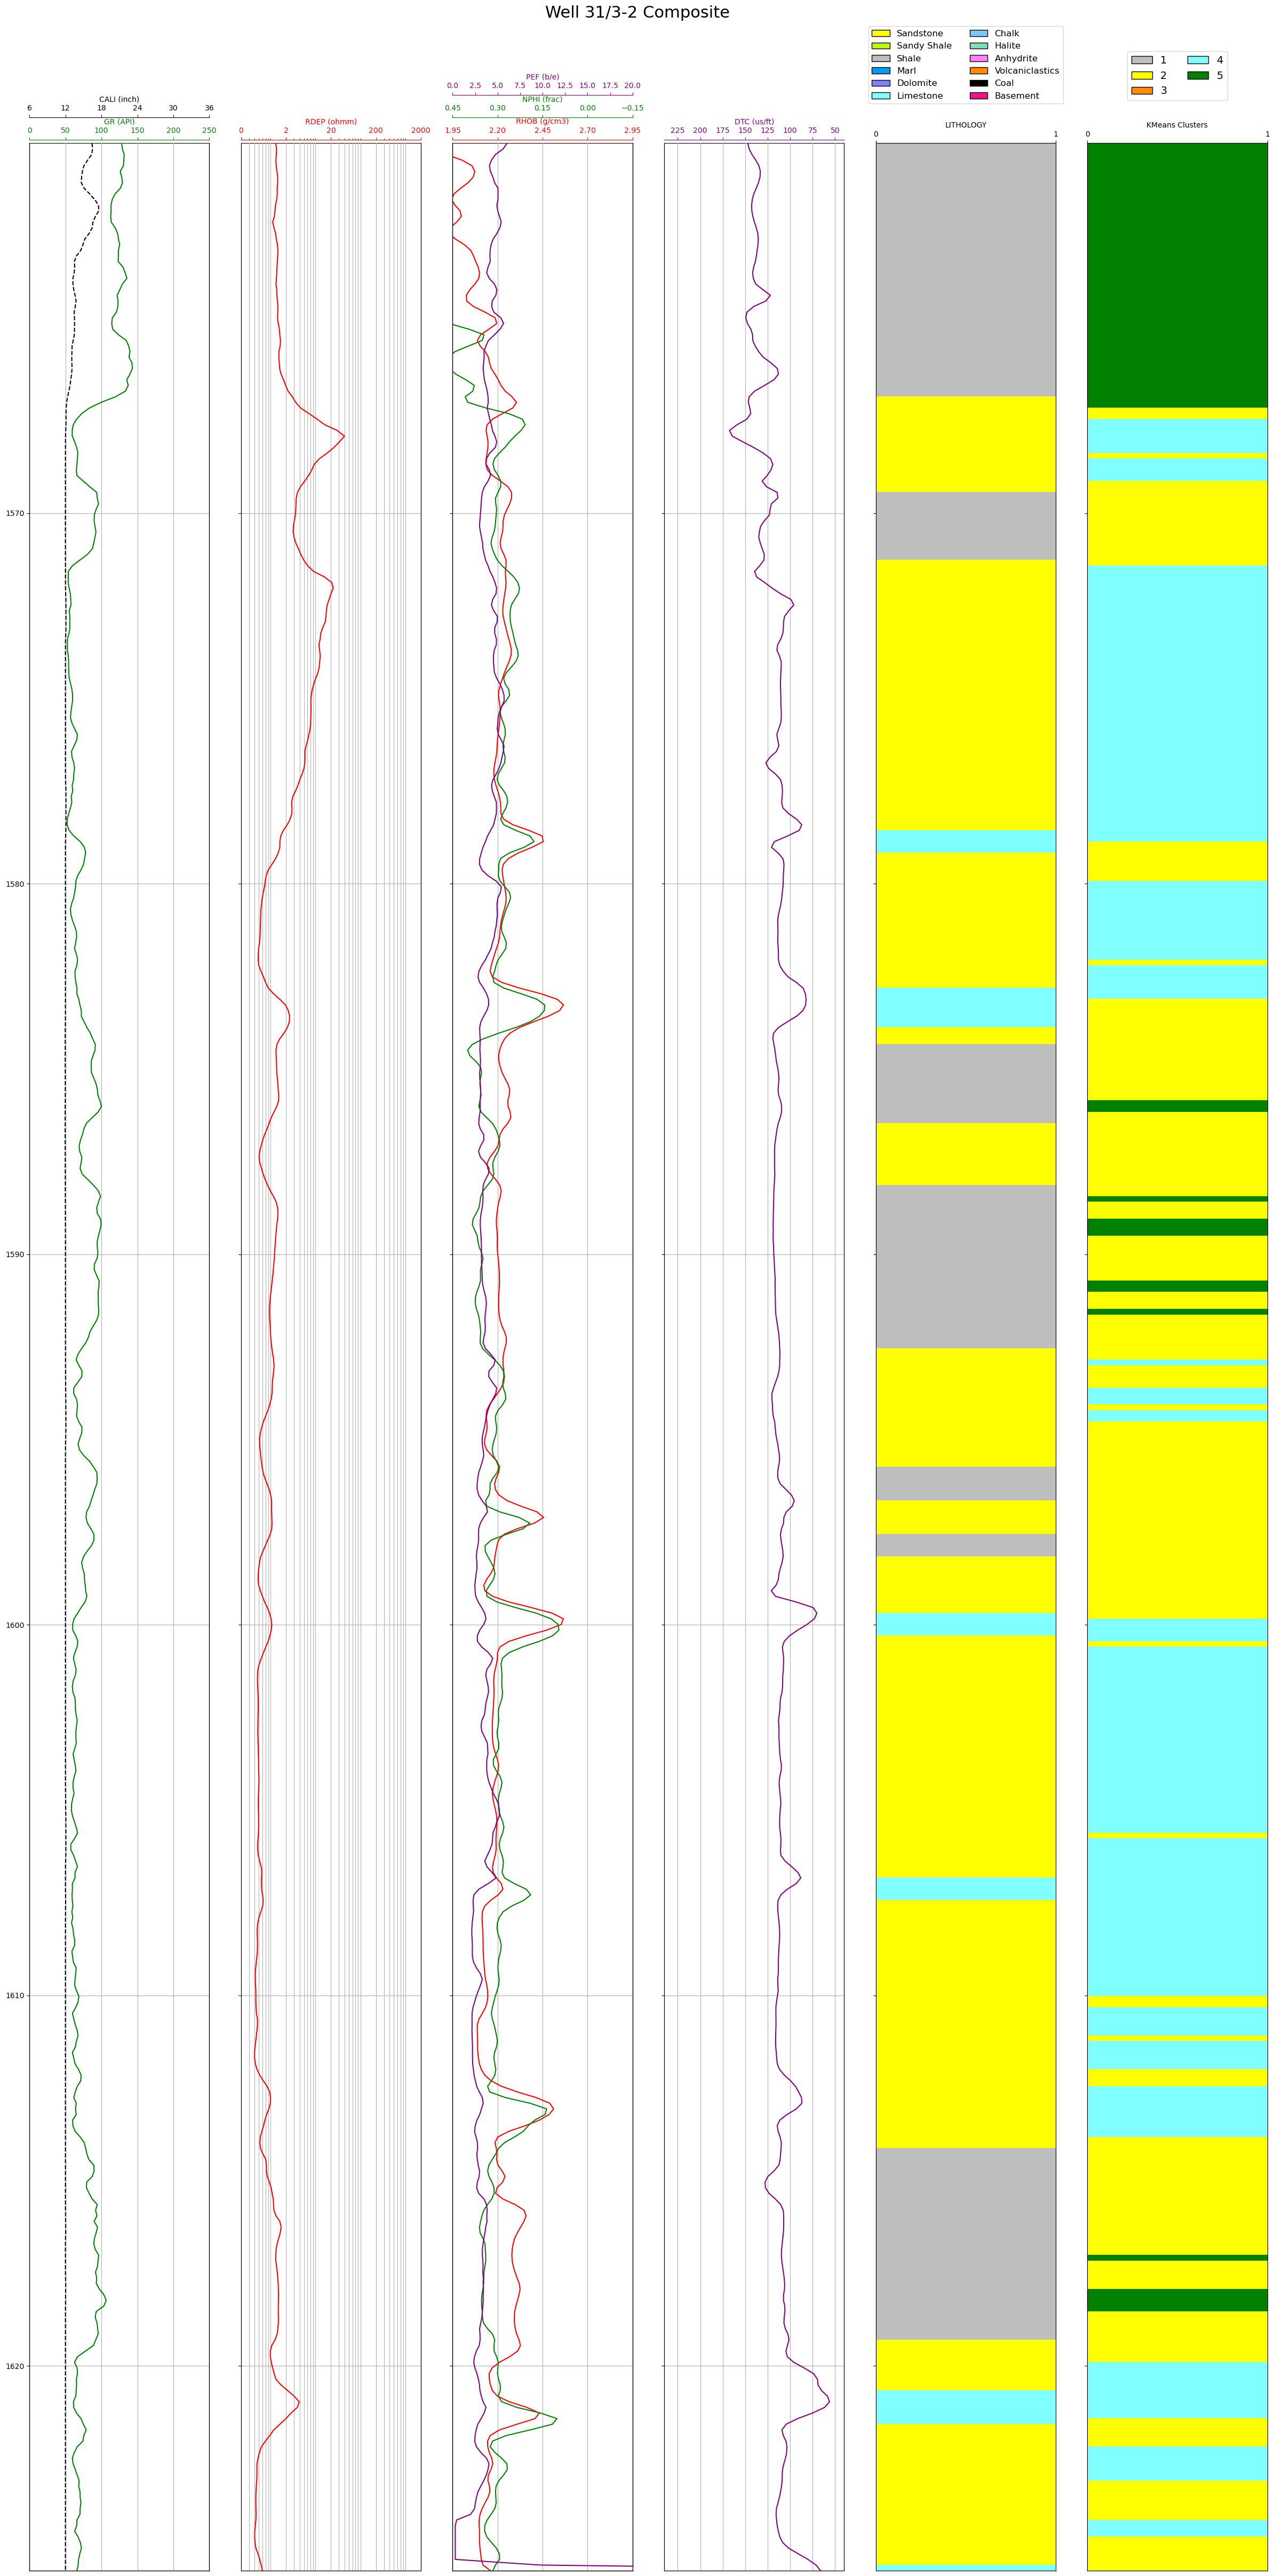 Well 31/3-2 Composite
Sandstone
Sandy Shale
Shale
Marl
Dolomite
Limestone
Chalk
Halite
Anhydrite
Volcaniclastics
Coal
Basement
1
2
3
4
5
CALI (inch)
6 12 18 24 30 36
GR (API)
0 50 100 150 200 250
RDEP (ohmm)
0 2 20 200 2000
PEF (b/e)
0.0 2.5 5.0 7.5 10.0 12.5 15.0 17.5 20.0
NPHI (frac)
0.45 0.30 0.15 0.00 −0.15
RHOB (g/cm3)
1.95 2.20 2.45 2.70 2.95
DTC (us/ft)
225 200 175 150 125 100 75 50
LITHOLOGY
0 1
KMeans Clusters
0 1
1570
1580
1590
1600
1610
1620